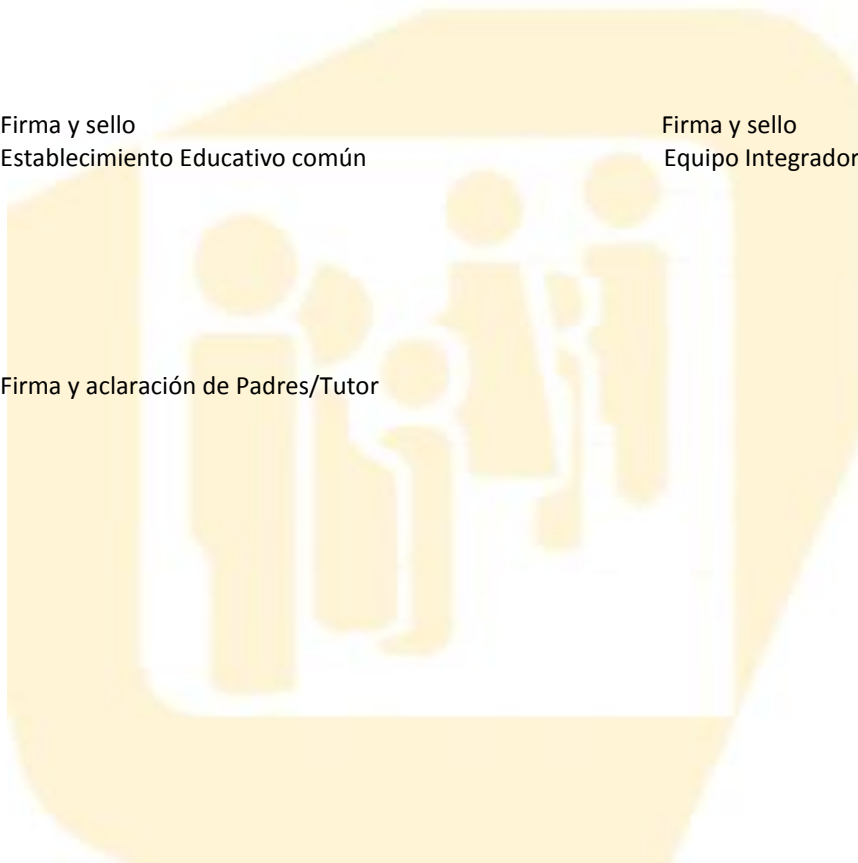 Firma y sello Firma y sello
Establecimiento Educativo común Equipo Integrador
Firma y aclaración de Padres/Tutor